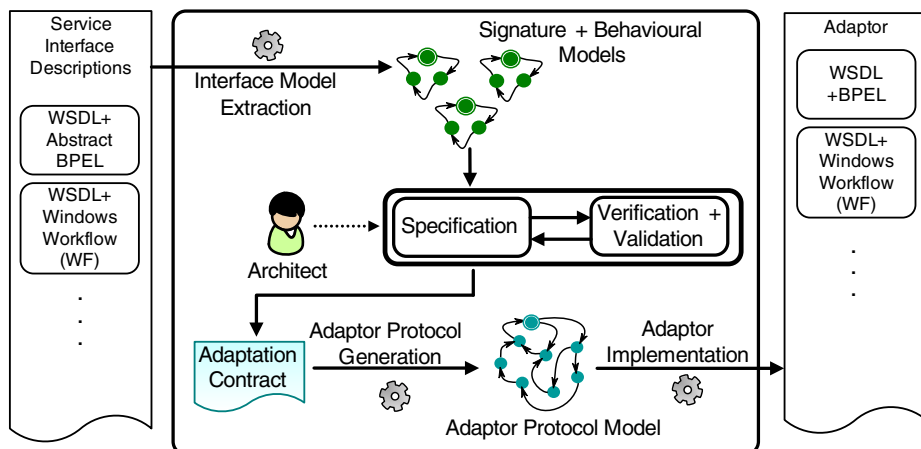 Service
Interface
Descriptions
WSDL+
Abstract
BPEL
WSDL+
Windows
Workflow
(WF)
.
.
.
Interface Model
Extraction
Signature + Behavioural
Models
Architect
Specification
Verification +
Validation
Adaptation
Contract
Adaptor Protocol
Generation
Adaptor Protocol Model
Adaptor
Implementation
Adaptor
WSDL
+BPEL
WSDL+
Windows
Workflow
(WF)
.
.
.